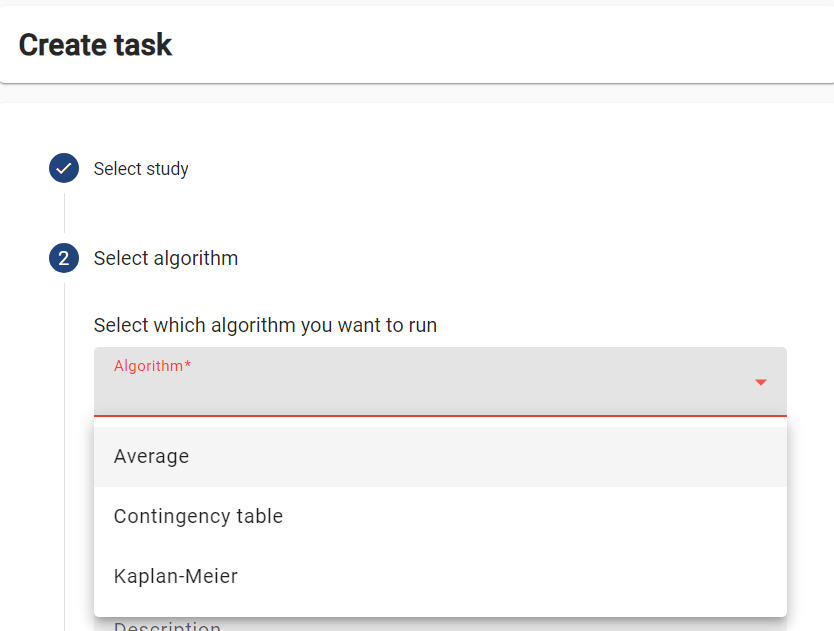 Create task
Select study
2 Select algorithm
Select which algorithm you want to run
Algorithm*
Average
Contingency table
Kaplan-Meier
Description